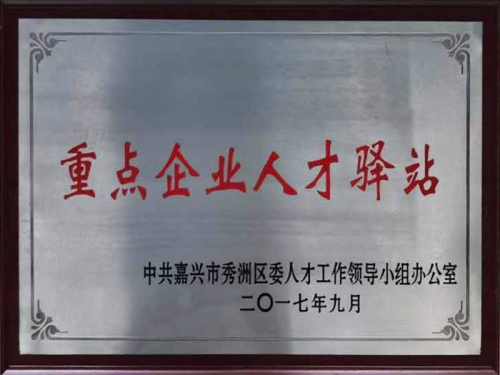 重点企业人才驿站
中共嘉兴市秀洲区委人才工作领导小组办公室
二〇一七年九月